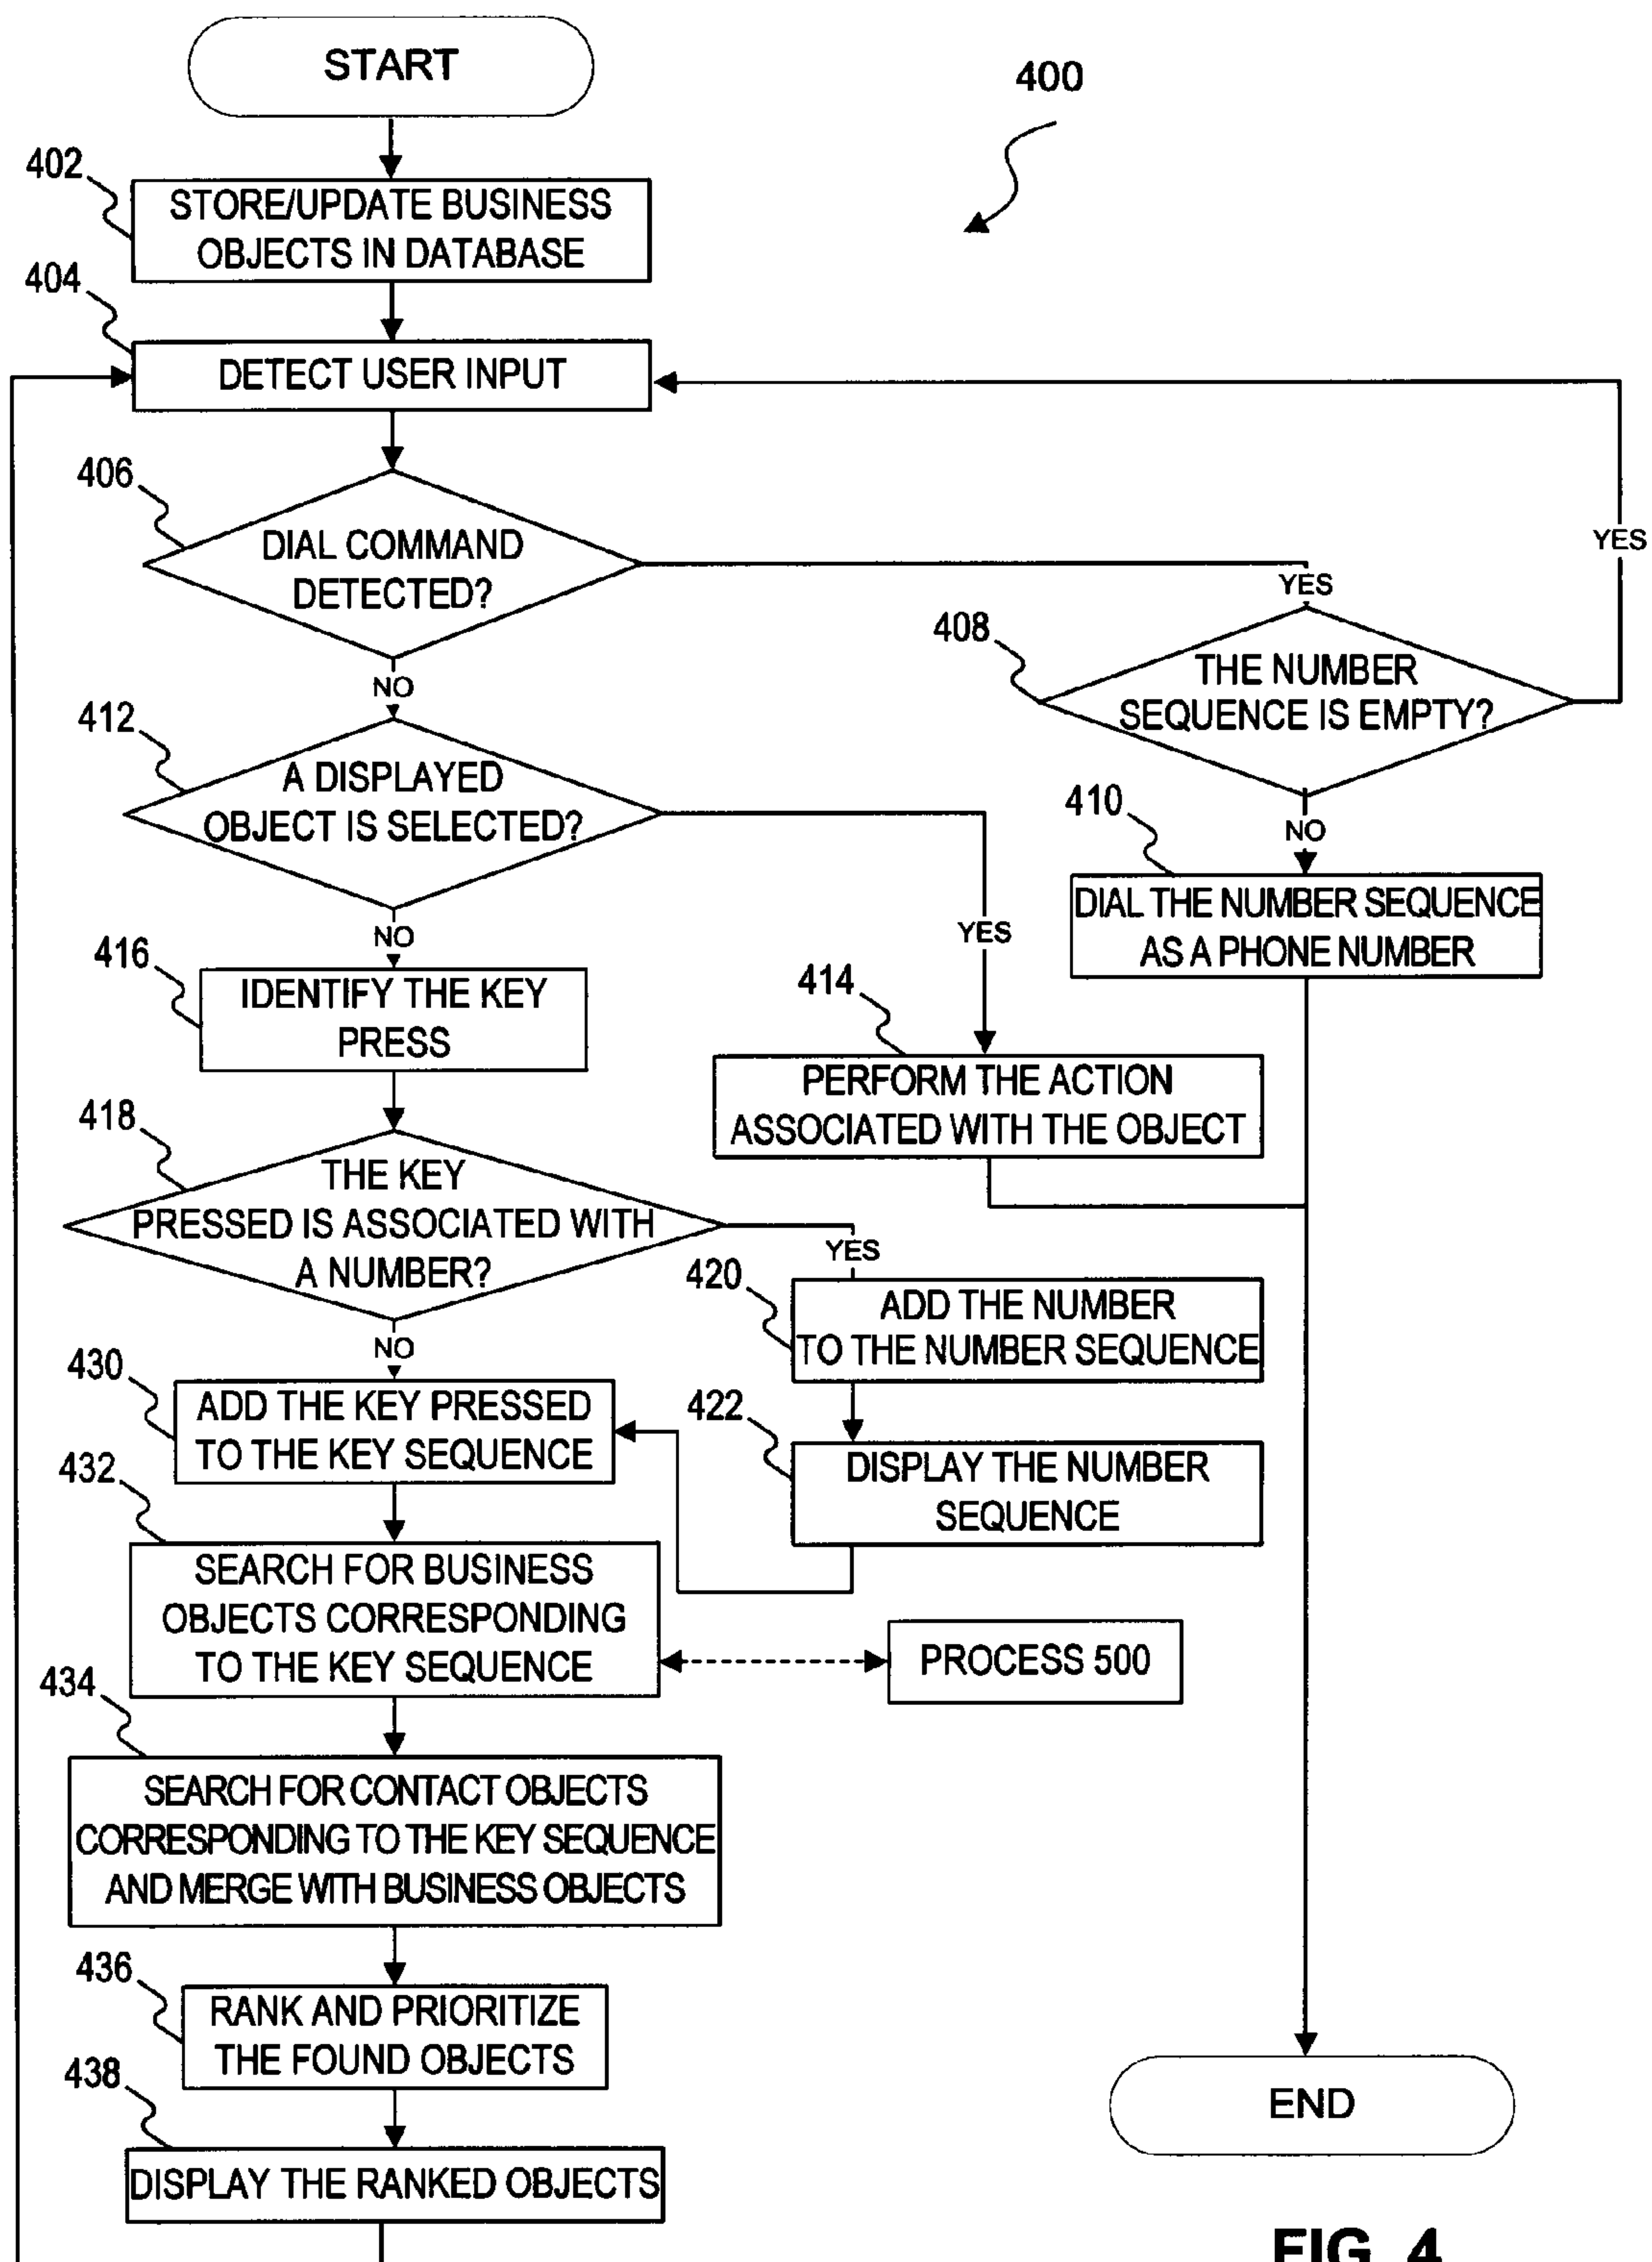 START
400
402
STORE/UPDATE BUSINESS
OBJECTS IN DATABASE
404
DETECT USER INPUT
406
DIAL COMMAND
DETECTED?
YES
YES
408
THE NUMBER
SEQUENCE IS EMPTY?
NO
412
A DISPLAYED
OBJECT IS SELECTED?
410
NO
DIAL THE NUMBER SEQUENCE
AS A PHONE NUMBER
YES
NO
416
IDENTIFY THE KEY
PRESS
414
PERFORM THE ACTION
ASSOCIATED WITH THE OBJECT
418
THE KEY
PRESSED IS ASSOCIATED WITH
A NUMBER?
YES
420
ADD THE NUMBER
TO THE NUMBER SEQUENCE
NO
430
ADD THE KEY PRESSED
TO THE KEY SEQUENCE
422
DISPLAY THE NUMBER
SEQUENCE
432
SEARCH FOR BUSINESS
OBJECTS CORRESPONDING
TO THE KEY SEQUENCE
PROCESS 500
434
SEARCH FOR CONTACT OBJECTS
CORRESPONDING TO THE KEY SEQUENCE
AND MERGE WITH BUSINESS OBJECTS
436
RANK AND PRIORITIZE
THE FOUND OBJECTS
438
DISPLAY THE RANKED OBJECTS
END
FIG. 4